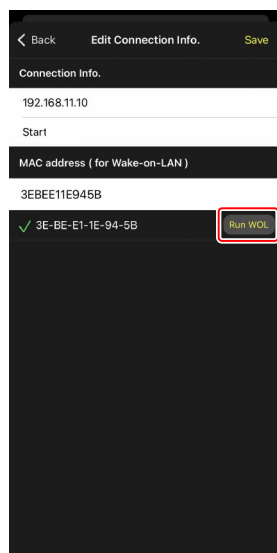 Back Edit Connection Info. Save
Connection Info.
192.168.11.10
Start
MAC address ( for Wake-on-LAN )
3EBEE11E945B
3E-BE-E1-1E-94-5B Run WOL